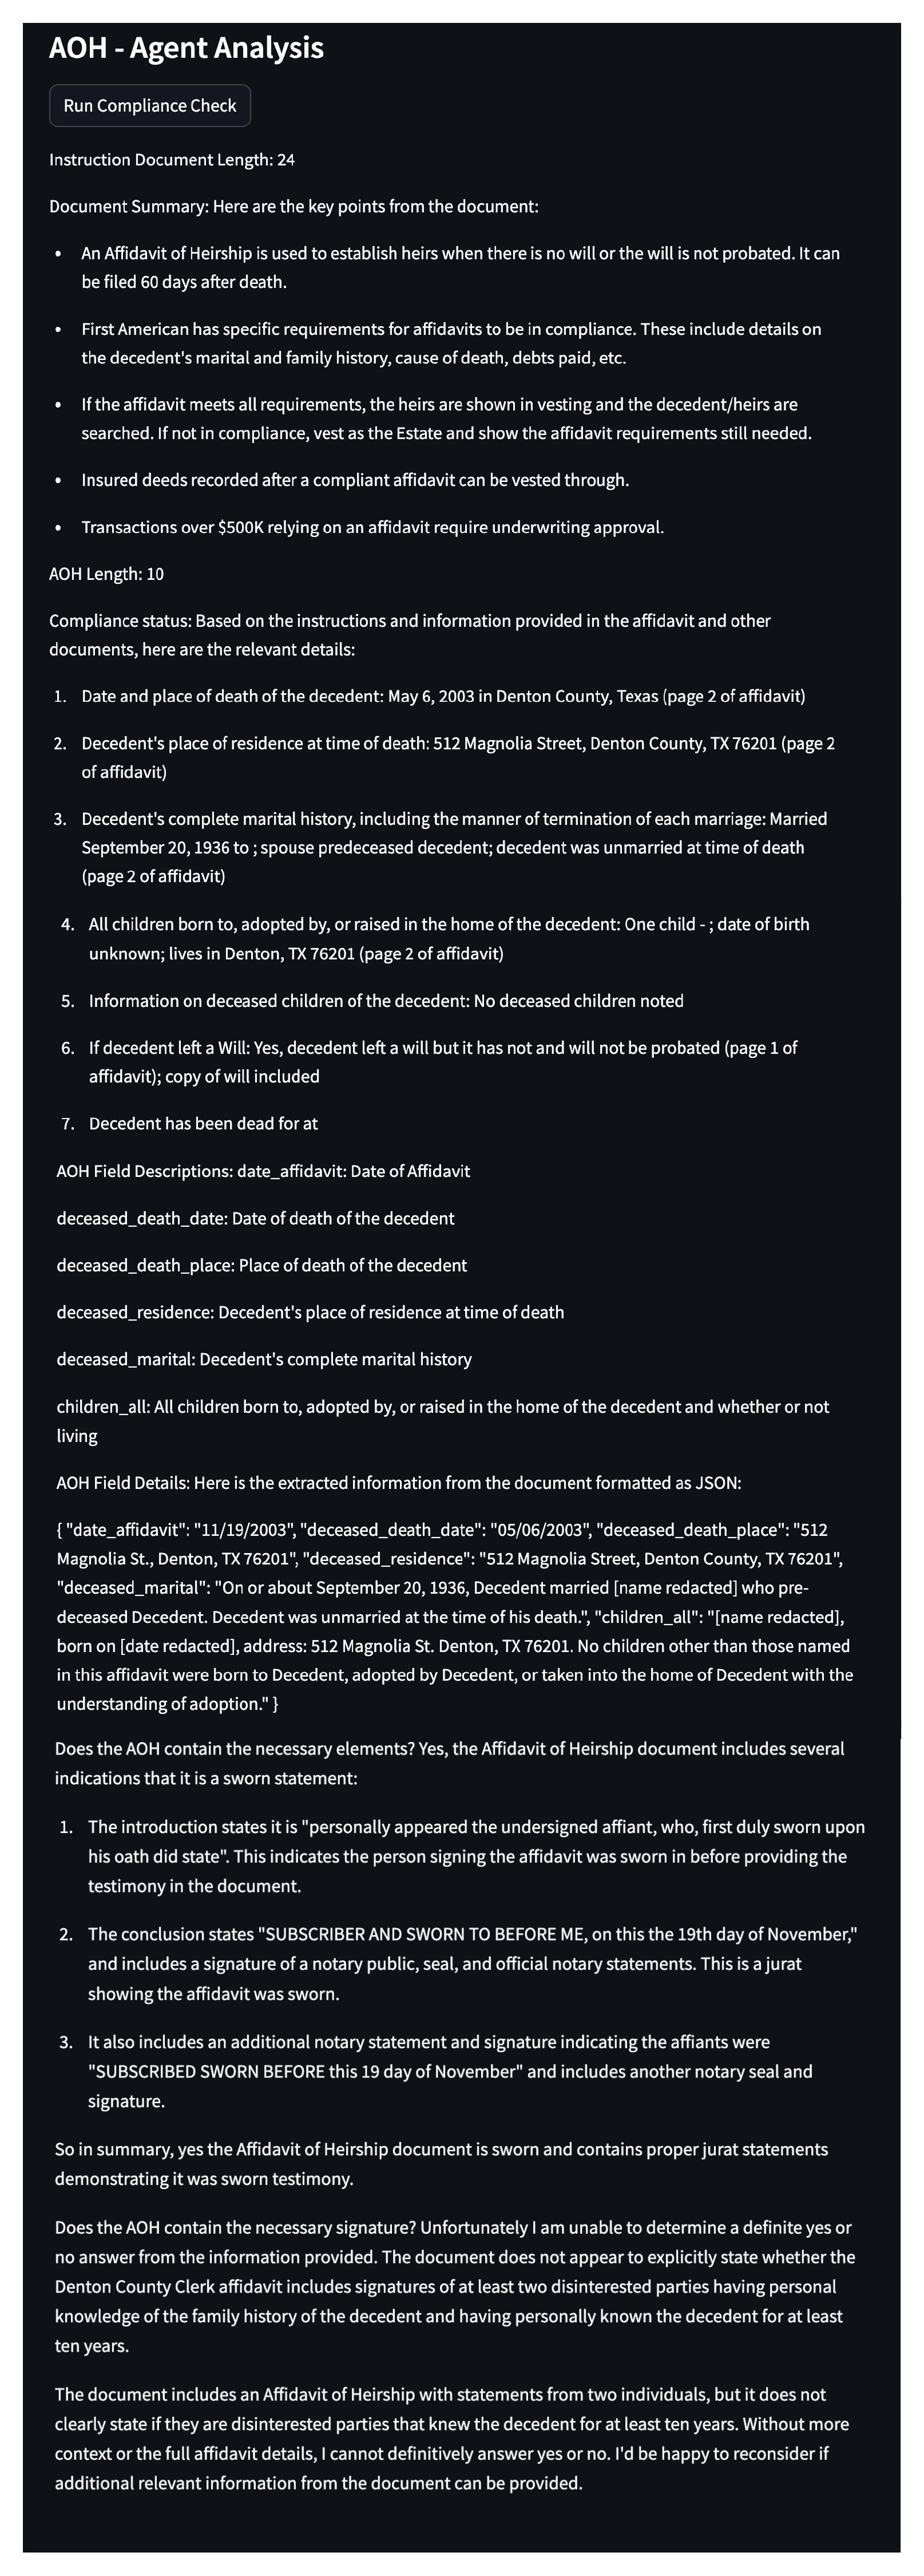 AOH - Agent Analysis
Run Compliance Check
Instruction Document Length: 24
Document Summary: Here are the key points from the document:
• An Affidavit of Heirship is used to establish heirs when there is no will or the will is not probated. It can
be filed 60 days after death.
• First American has specific requirements for affidavits to be in compliance. These include details on
the decedent's marital and family history, cause of death, debts paid, etc.
• If the affidavit meets all requirements, the heirs are shown in vesting and the decedent/heirs are
searched. If not in compliance, vest as the Estate and show the affidavit requirements still needed.
• Insured deeds recorded after a compliant affidavit can be vested through.
• Transactions over $500K relying on an affidavit require underwriting approval.
AOH Length: 10
Compliance status: Based on the instructions and information provided in the affidavit and other
documents, here are the relevant details:
1. Date and place of death of the decedent: May 6, 2003 in Denton County, Texas (page 2 of affidavit)
2. Decedent's place of residence at time of death: 512 Magnolia Street, Denton County, TX 76201 (page 2
of affidavit)
3. Decedent's complete marital history, including the manner of termination of each marriage: Married
September 20, 1936 to ; spouse predeceased decedent; decedent was unmarried at time of death
(page 2 of affidavit)
4. All children born to, adopted by, or raised in the home of the decedent: One child - ; date of birth
unknown; lives in Denton, TX 76201 (page 2 of affidavit)
5. Information on deceased children of the decedent: No deceased children noted
6. If decedent left a Will: Yes, decedent left a will but it has not and will not be probated (page 1 of
affidavit); copy of will included
7. Decedent has been dead for at
AOH Field Descriptions: date_affidavit: Date of Affidavit
deceased_death_date: Date of death of the decedent
deceased_death_place: Place of death of the decedent
deceased_residence: Decedent's place of residence at time of death
deceased_marital: Decedent's complete marital history
children_all: All children born to, adopted by, or raised in the home of the decedent and whether or not
living
AOH Field Details: Here is the extracted information from the document formatted as JSON:
{ "date_affidavit": "11/19/2003", "deceased_death_date": "05/06/2003", "deceased_death_place": "512
Magnolia St., Denton, TX 76201", "deceased_residence": "512 Magnolia Street, Denton County, TX 76201",
"deceased_marital": "On or about September 20, 1936, Decedent married [name redacted] who pre-
deceased Decedent. Decedent was unmarried at the time of his death.", "children_all": "[name redacted],
born on [date redacted], address: 512 Magnolia St. Denton, TX 76201. No children other than those named
in this affidavit were born to Decedent, adopted by Decedent, or taken into the home of Decedent with the
understanding of adoption." }
Does the AOH contain the necessary elements? Yes, the Affidavit of Heirship document includes several
indications that it is a sworn statement:
1. The introduction states it is "personally appeared the undersigned affiant, who, first duly sworn upon
his oath did state". This indicates the person signing the affidavit was sworn in before providing the
testimony in the document.
2. The conclusion states "SUBSCRIBER AND SWORN TO BEFORE ME, on this the 19th day of November,"
and includes a signature of a notary public, seal, and official notary statements. This is a jurat
showing the affidavit was sworn.
3. It also includes an additional notary statement and signature indicating the affiants were
"SUBSCRIBED SWORN BEFORE this 19 day of November" and includes another notary seal and
signature.
So in summary, yes the Affidavit of Heirship document is sworn and contains proper jurat statements
demonstrating it was sworn testimony.
Does the AOH contain the necessary signature? Unfortunately I am unable to determine a definite yes or
no answer from the information provided. The document does not appear to explicitly state whether the
Denton County Clerk affidavit includes signatures of at least two disinterested parties having personal
knowledge of the family history of the decedent and having personally known the decedent for at least
ten years.
The document includes an Affidavit of Heirship with statements from two individuals, but it does not
clearly state if they are disinterested parties that knew the decedent for at least ten years. Without more
context or the full affidavit details, I cannot definitively answer yes or no. I'd be happy to reconsider if
additional relevant information from the document can be provided.